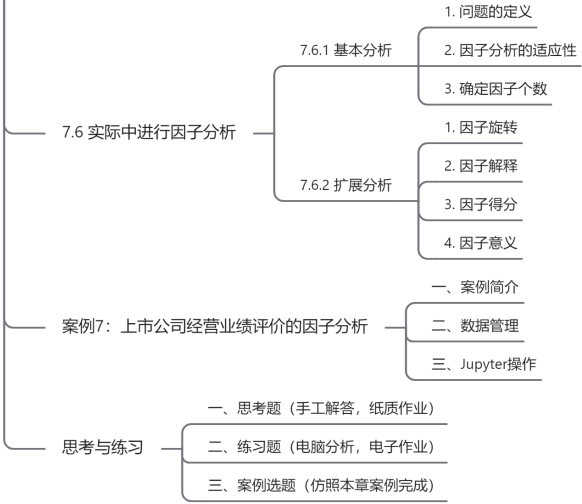 7.6 实际中进行因子分析
7.6.1 基本分析
1. 问题的定义
2. 因子分析的适应性
3. 确定因子个数
7.6.2 扩展分析
1. 因子旋转
2. 因子解释
3. 因子得分
4. 因子意义
案例7：上市公司经营业绩评价的因子分析
一、案例简介
二、数据管理
三、Jupyter操作
思考与练习
一、思考题（手工解答，纸质作业）
二、练习题（电脑分析，电子作业）
三、案例选题（仿照本章案例完成）